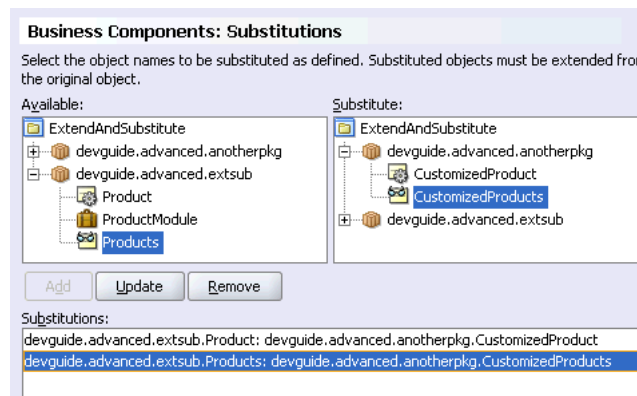 Business Components: Substitutions
Select the object names to be substituted as defined. Substituted objects must be extended from
the original object.
Available:
Substitute:
ExtendAndSubstitute
devguide.advanced.anotherpkg
devguide.advanced.extsub
Product
ProductModule
Products
ExtendAndSubstitute
devguide.advanced.anotherpkg
CustomizedProduct
CustomizedProducts
devguide.advanced.extsub
Add
Update
Remove
Substitutions:
devguide.advanced.extsub.Product: devguide.advanced.anotherpkg.CustomizedProduct
devguide.advanced.extsub.Products: devguide.advanced.anotherpkg.CustomizedProducts